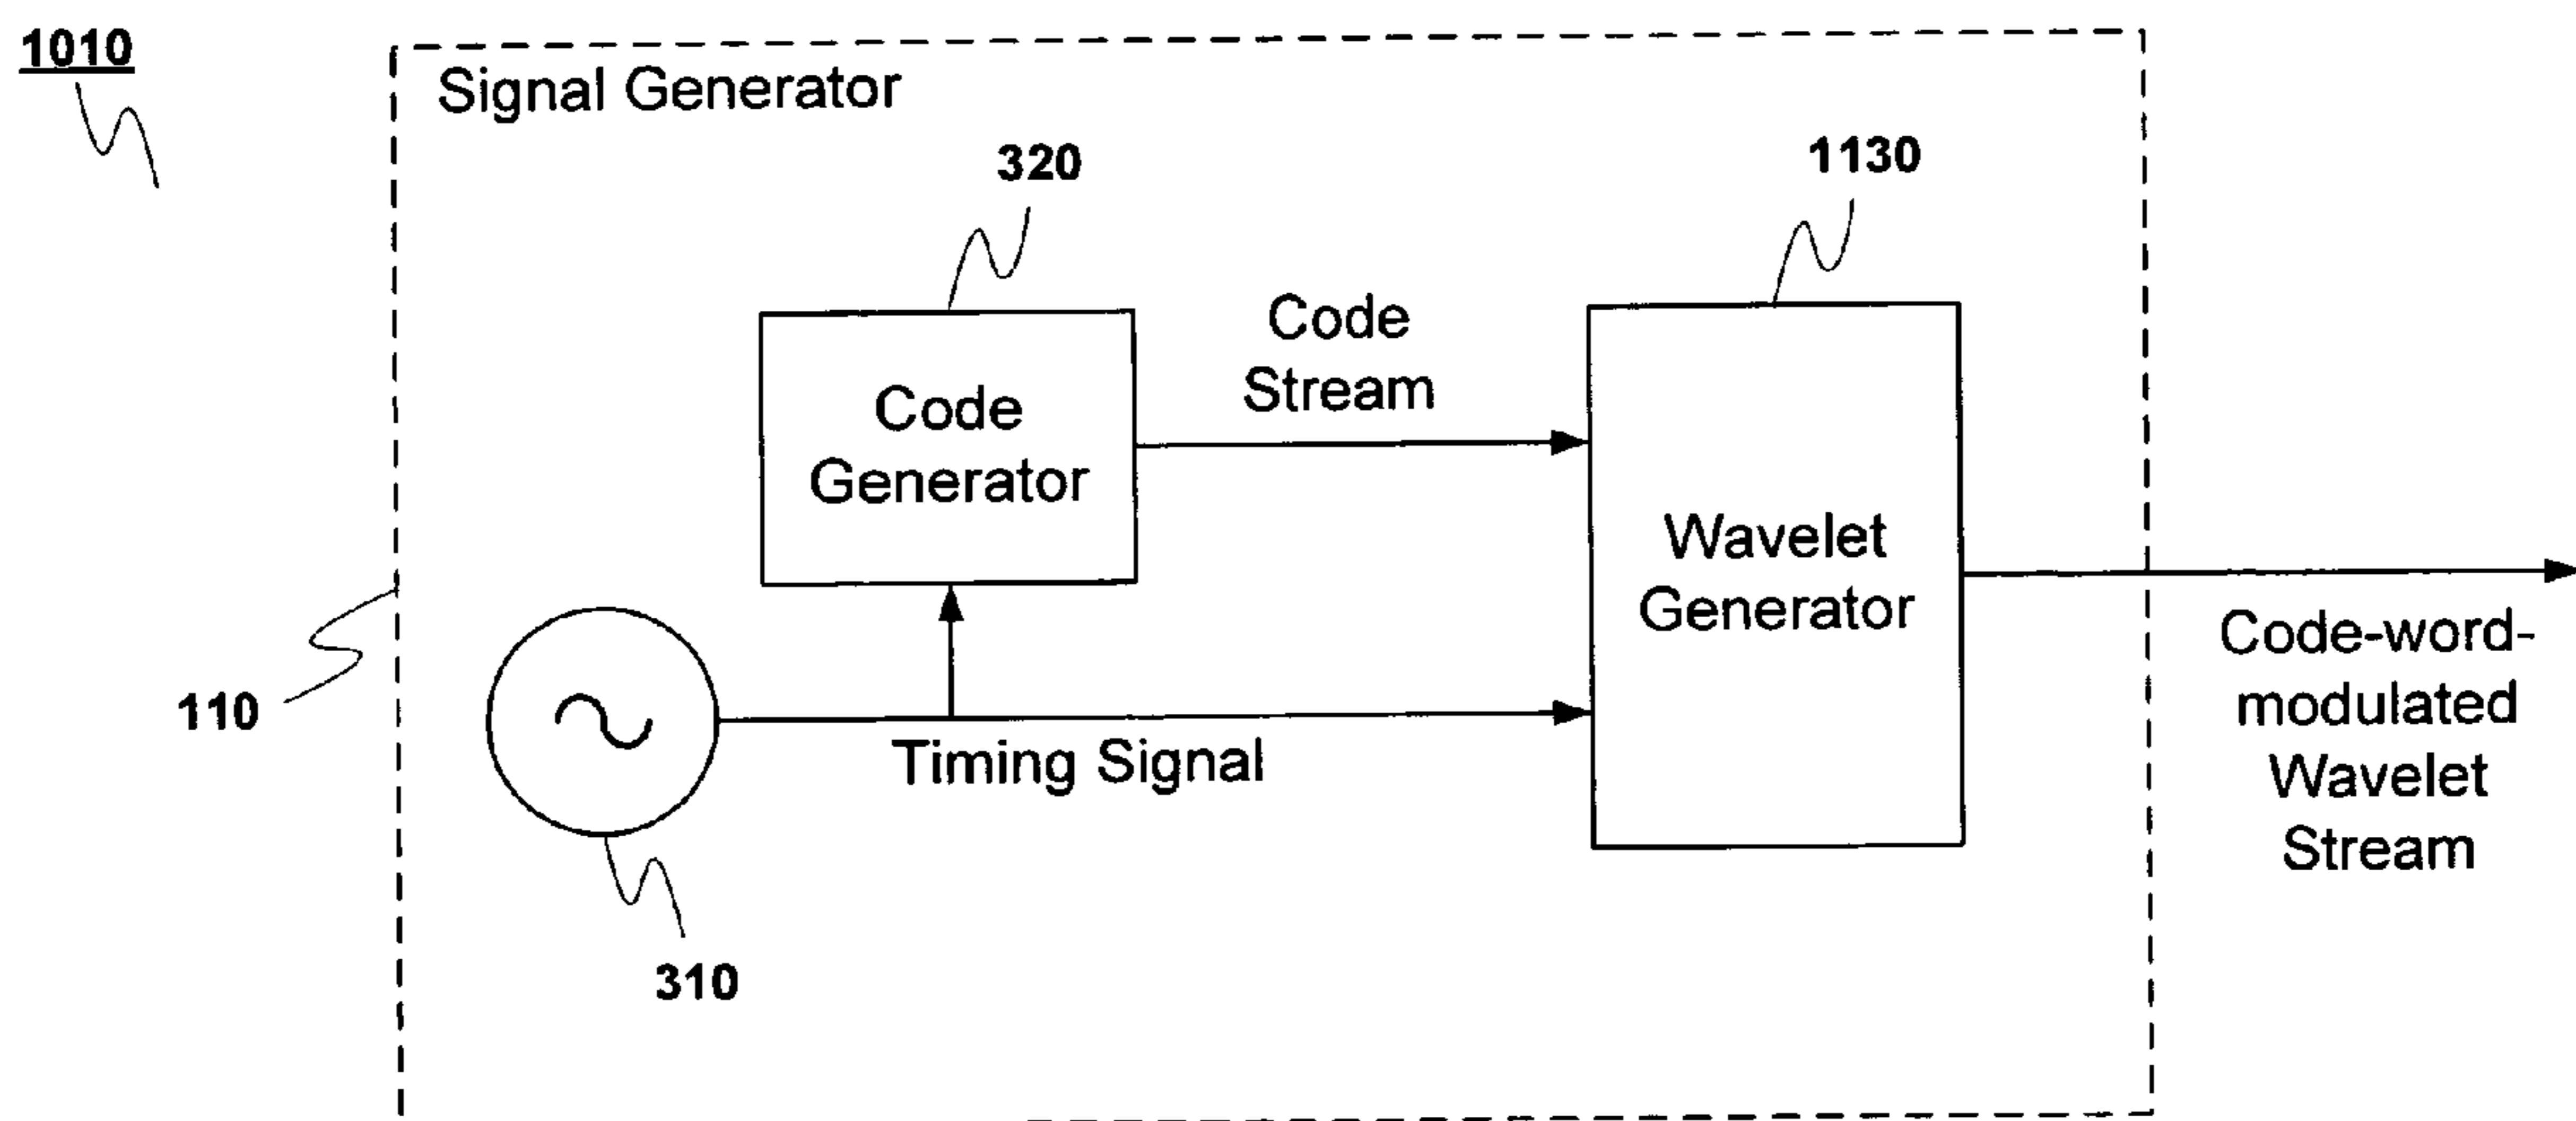 1010
Signal Generator
320
1130
Code
Stream
Code
Generator
Wavelet
Generator
110
Timing Signal
310
Code-word-
modulated
Wavelet
Stream